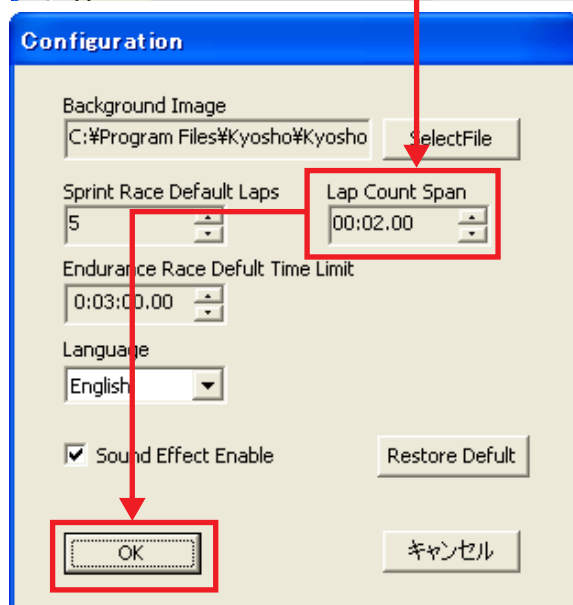 Configuration
Background Image
C:¥Program Files¥Kyosho¥Kyosho
SelectFile
Sprint Race Default Laps
Lap Count Span
5
00:02.00
Endurance Race Defult Time Limit
0:03:00.00
Language
English
Sound Effect Enable
Restore Defult
OK
キャンセル